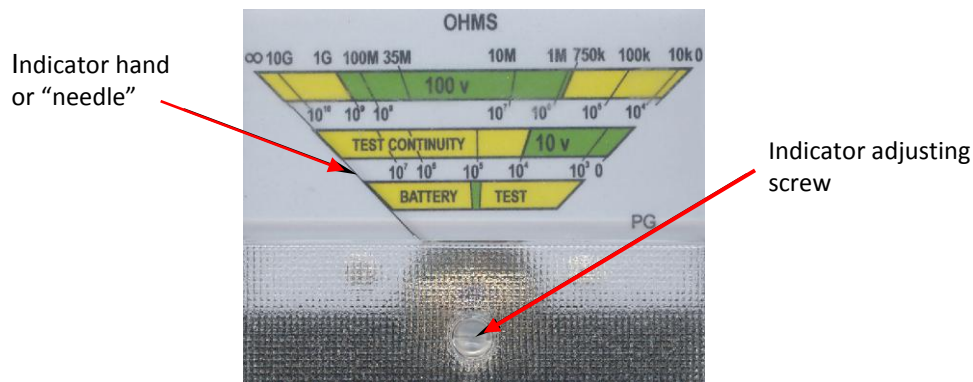 Indicator hand
or “needle”
OHMS
∞ 10G 1G 100M 35M 10M 1M 750k 100k 10k 0
100 v
10¹⁰ 10⁹ 10⁸ 10⁷ 10⁶ 10⁵ 10⁴
TEST CONTINUITY 10 v
10⁷ 10⁶ 10⁵ 10⁴ 10³ 0
BATTERY TEST
PG
Indicator adjusting
screw